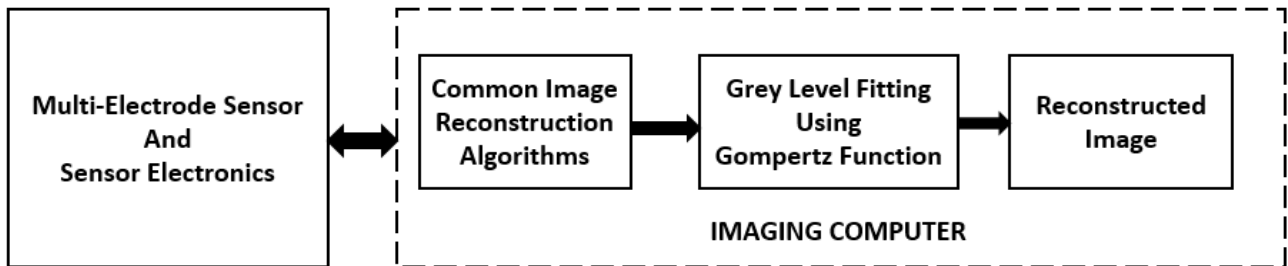 Multi-Electrode Sensor
And
Sensor Electronics
Common Image
Reconstruction
Algorithms
Grey Level Fitting
Using
Gompertz Function
Reconstructed
Image
IMAGING COMPUTER